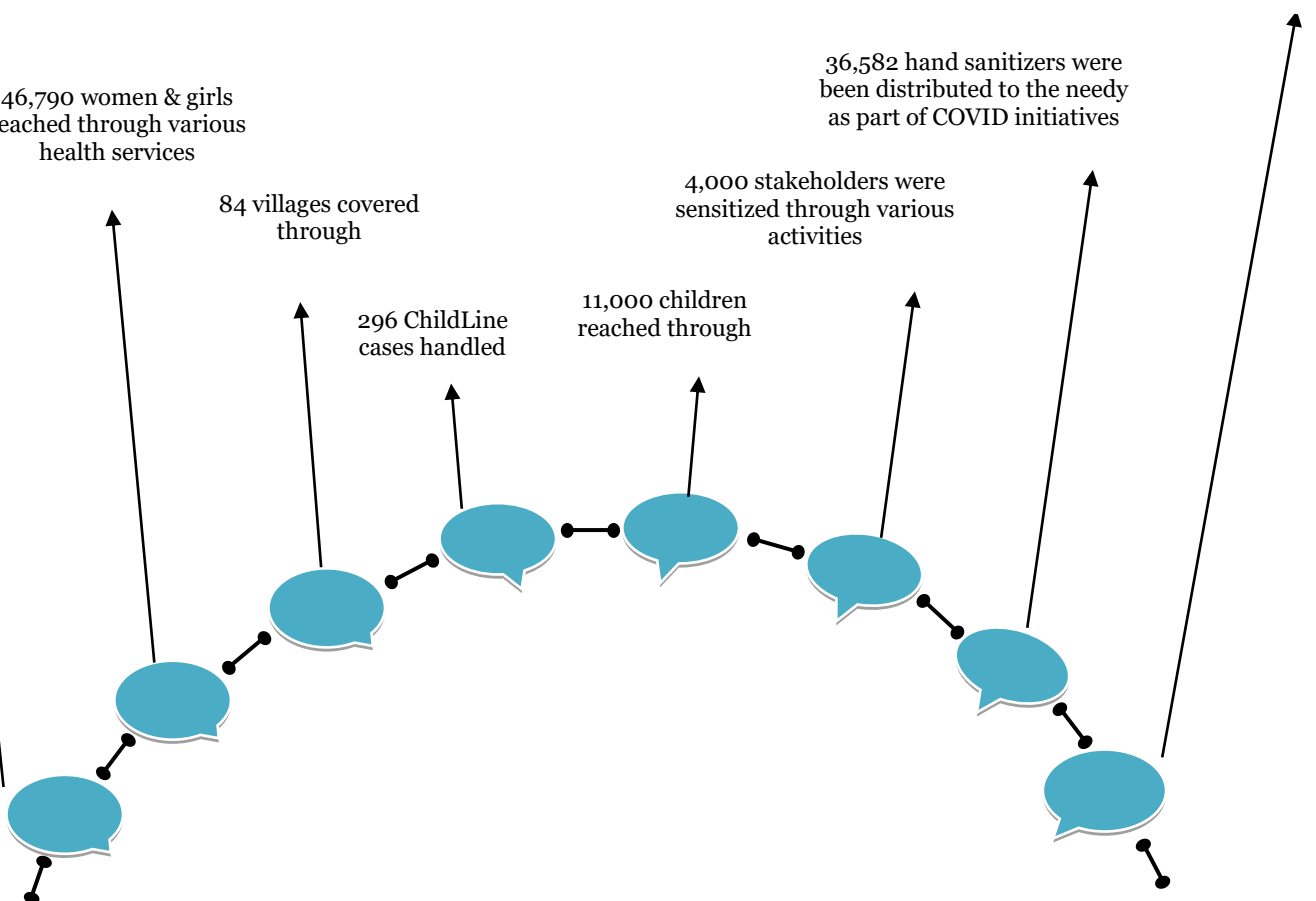 46,790 women & girls
eached through various
health services
84 villages covered
through
296 ChildLine
cases handled
11,000 children
reached through
4,000 stakeholders were
sensitized through various
activities
36,582 hand sanitizers were
been distributed to the needy
as part of COVID initiatives